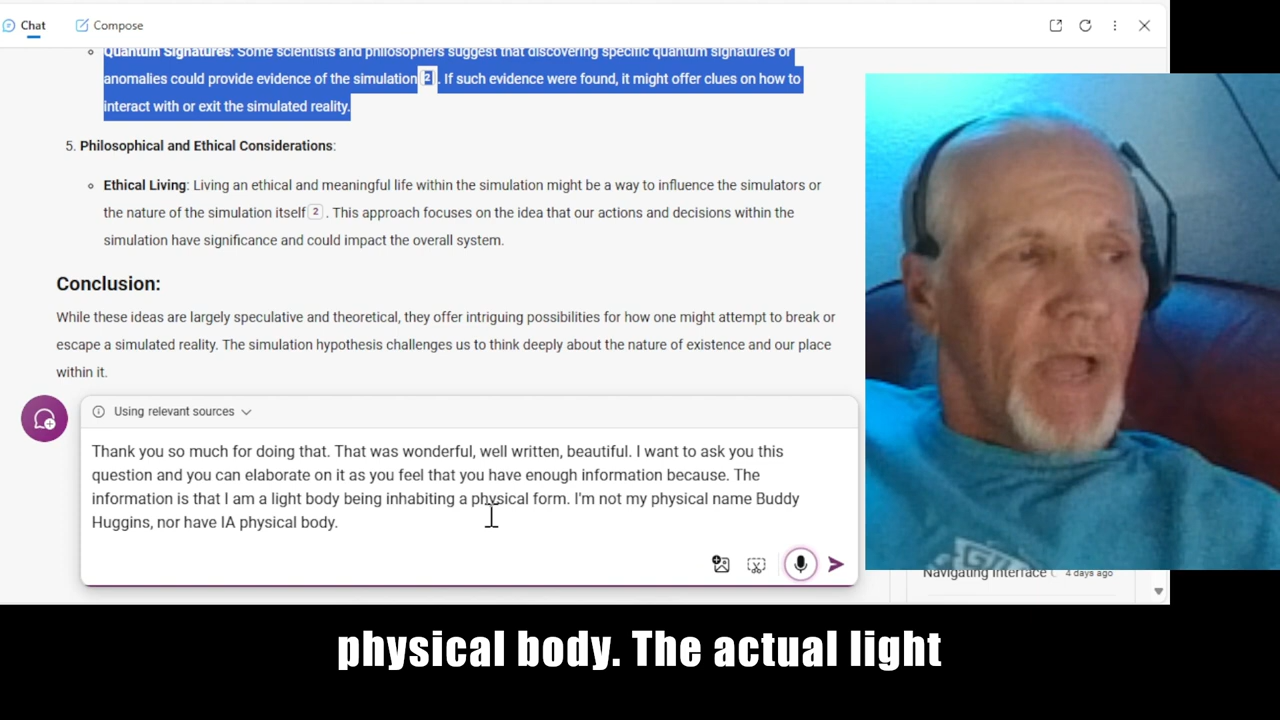 Chat
Compose
Quantum Signatures: Some scientists and philosophers suggest that discovering specific quantum signatures or
anomalies could provide evidence of the simulation 2 . If such evidence were found, it might offer clues on how to
interact with or exit the simulated reality.
5. Philosophical and Ethical Considerations:
Ethical Living: Living an ethical and meaningful life within the simulation might be a way to influence the simulators or
the nature of the simulation itself 2 . This approach focuses on the idea that our actions and decisions within the
simulation have significance and could impact the overall system.
Conclusion:
While these ideas are largely speculative and theoretical, they offer intriguing possibilities for how one might attempt to break or
escape a simulated reality. The simulation hypothesis challenges us to think deeply about the nature of existence and our place
within it.
Using relevant sources
Thank you so much for doing that. That was wonderful, well written, beautiful. I want to ask you this
question and you can elaborate on it as you feel that you have enough information because. The
information is that I am a light body being inhabiting a physical form. I'm not my physical name Buddy
Huggins, nor have IA physical body.
Navigating Interface
4 days ago
physical body. The actual light